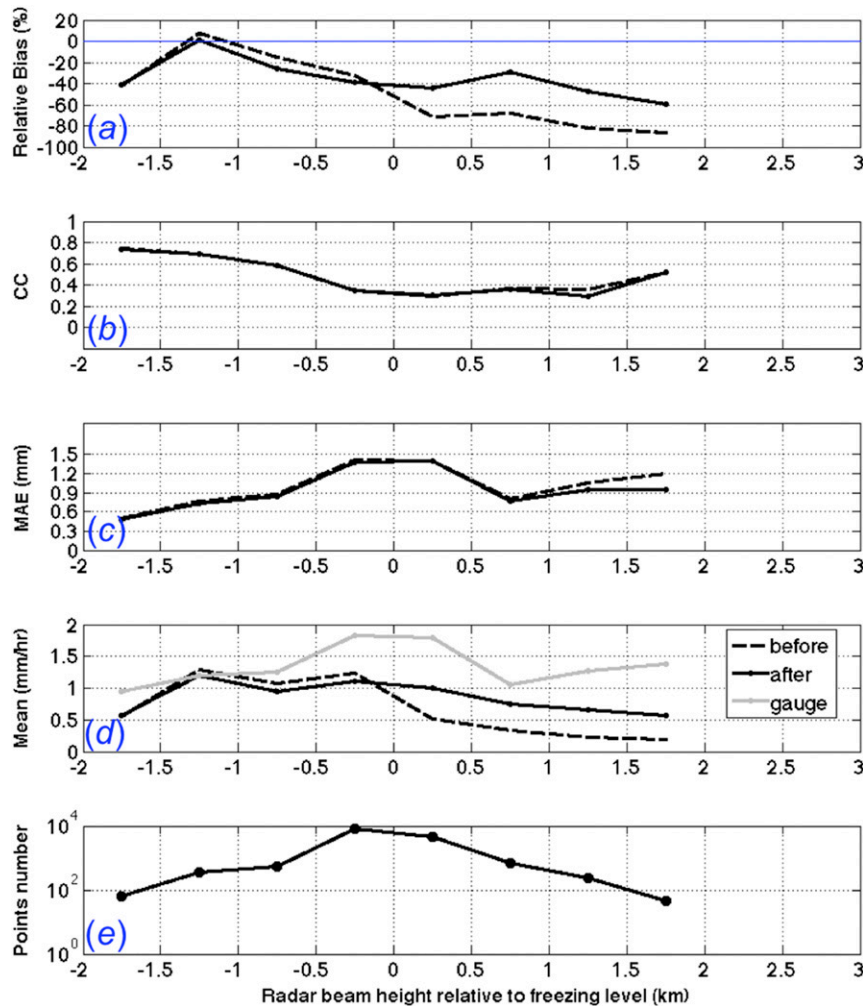 Relative Bias (%)
20
0
-20
-40
-60
-80
-100
(a)
-2 -1.5 -1 -0.5 0 0.5 1 1.5 2 2.5 3
CC
1
0.8
0.6
0.4
0.2
0
(b)
-2 -1.5 -1 -0.5 0 0.5 1 1.5 2 2.5 3
MAE (mm)
1.5
1.2
0.9
0.6
0.3
0
(c)
-2 -1.5 -1 -0.5 0 0.5 1 1.5 2 2.5 3
Mean (mm/hr)
2
1.5
1
0.5
0
(d)
before
after
gauge
-2 -1.5 -1 -0.5 0 0.5 1 1.5 2 2.5 3
Points number
10^4
10^2
10^0
(e)
-2 -1.5 -1 -0.5 0 0.5 1 1.5 2 2.5 3
Radar beam height relative to freezing level (km)